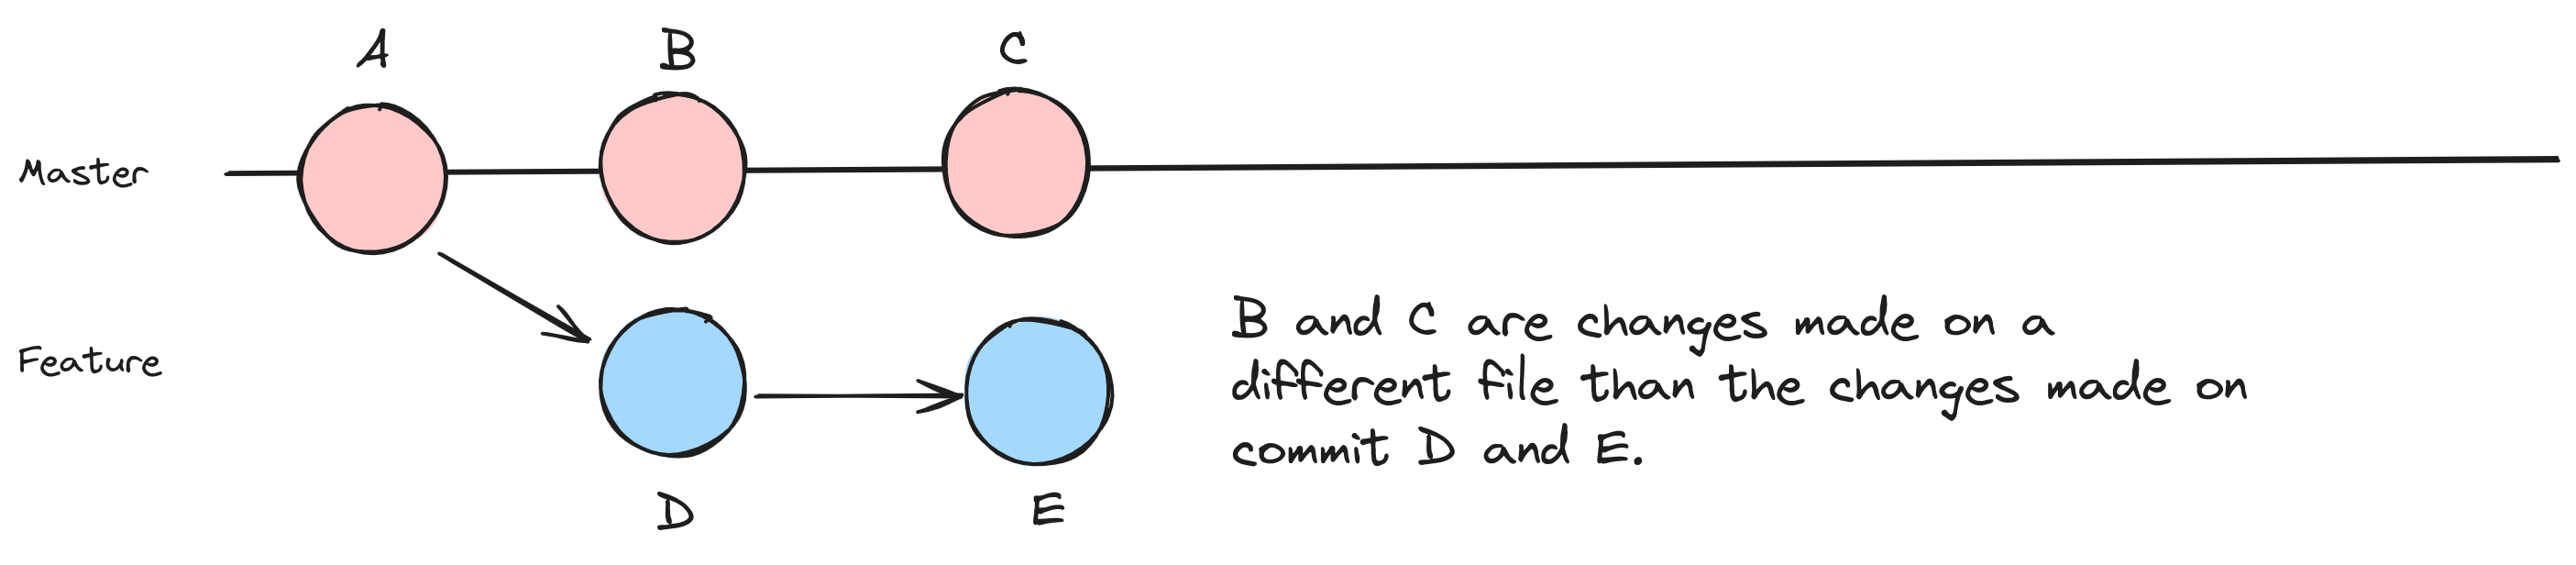 A
B
C
Master
Feature
B and C are changes made on a
different file than the changes made on
commit D and E.
D
E